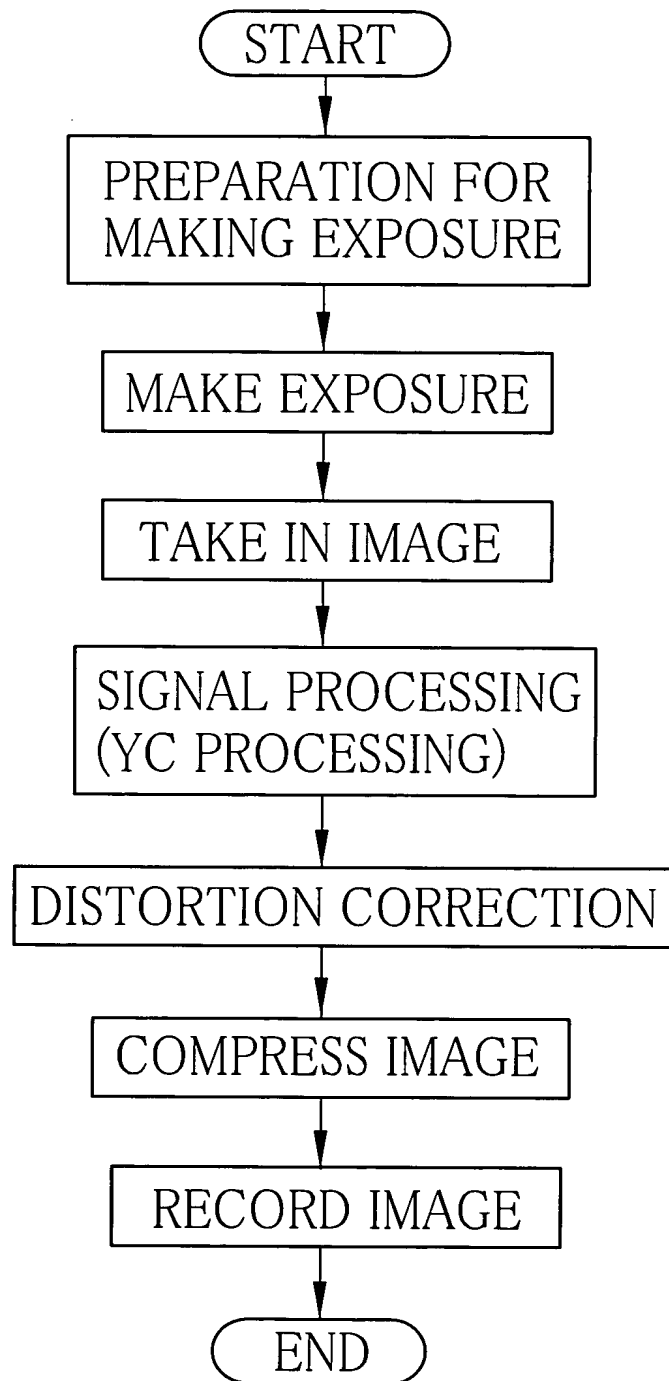 START
PREPARATION FOR
MAKING EXPOSURE
MAKE EXPOSURE
TAKE IN IMAGE
SIGNAL PROCESSING
(YC PROCESSING)
DISTORTION CORRECTION
COMPRESS IMAGE
RECORD IMAGE
END